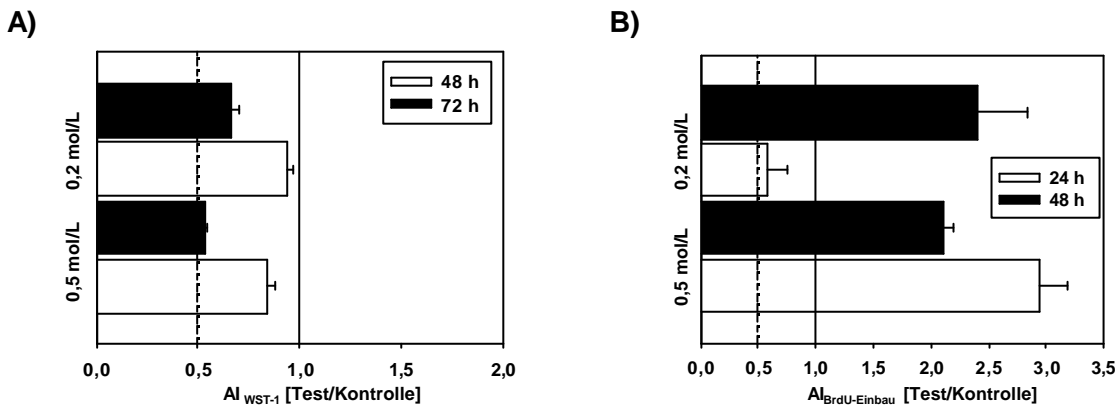 A)
48 h
72 h
0,2 mol/L
0,5 mol/L
0,0 0,5 1,0 1,5 2,0
AI WST-1 [Test/Kontrolle]
B)
24 h
48 h
0,2 mol/L
0,5 mol/L
0,0 0,5 1,0 1,5 2,0 2,5 3,0 3,5
AI BrdU-Einbau [Test/Kontrolle]